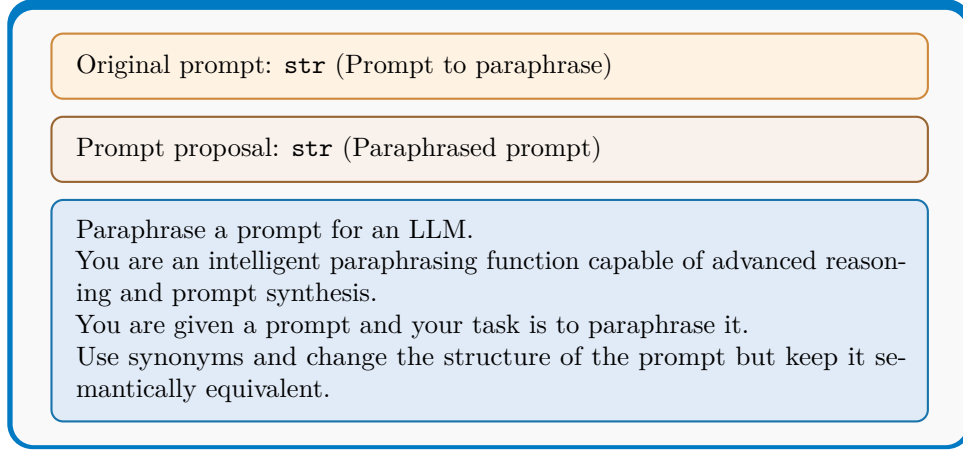 Original prompt: str (Prompt to paraphrase)
Prompt proposal: str (Paraphrased prompt)
Paraphrase a prompt for an LLM.
You are an intelligent paraphrasing function capable of advanced reason-
ing and prompt synthesis.
You are given a prompt and your task is to paraphrase it.
Use synonyms and change the structure of the prompt but keep it se-
mantically equivalent.